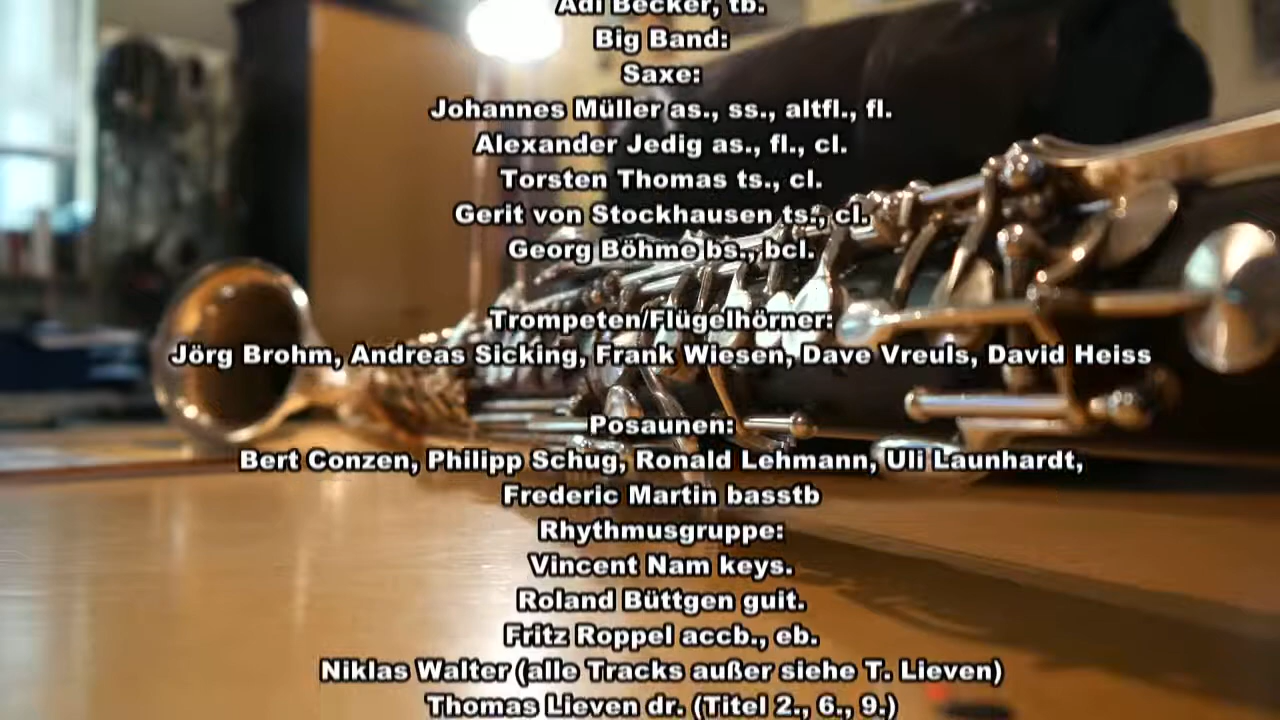 Adi Becker, tb.
Big Band:
Saxe:
Johannes Müller as., ss., altfl., fl.
Alexander Jedig as., fl., cl.
Torsten Thomas ts., cl.
Gerit von Stockhausen ts., cl.
Georg Böhme bs., bcl.
Trompeten/Flügelhörner:
Jörg Brohm, Andreas Sicking, Frank Wiesen, Dave Vreuls, David Heiss
Posaunen:
Bert Conzen, Philipp Schug, Ronald Lehmann, Uli Launhardt,
Frederic Martin basstb
Rhythmusgruppe:
Vincent Nam keys.
Roland Büttgen guit.
Fritz Roppel accb., eb.
Niklas Walter (alle Tracks außer siehe T. Lieven)
Thomas Lieven dr. (Titel 2., 6., 9.)